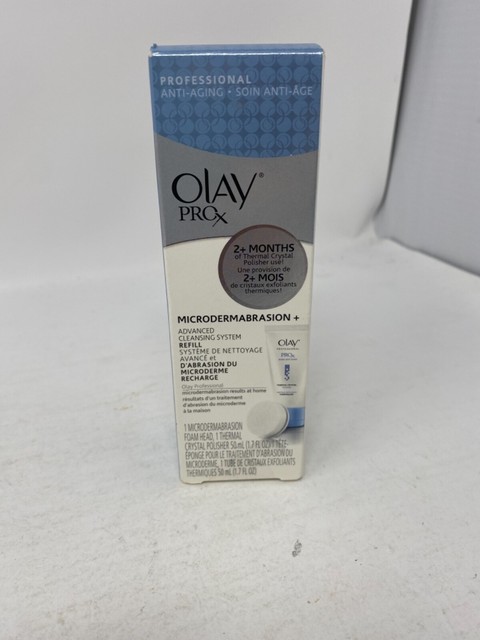 PROFESSIONAL
ANTI-AGING • SOIN ANTI-ÂGE
OLAY®
PROX
2+ MONTHS
of Thermal Crystal
Polisher use!
Une provision de
2+ MOIS
de cristaux exfoliants
thermiques!
MICRODERMABRASION +
ADVANCED
CLEANSING SYSTEM
REFILL
SYSTÈME DE NETTOYAGE
AVANCÉ et
D'ABRASION DU
MICRODERME
RECHARGE
Olay Professional
microdermabrasion results at home
résultats d'un traitement
d'abrasion du microderme
à la maison
OLAY
PROX
1 MICRODERMABRASION
FOAM HEAD, 1 THERMAL
CRYSTAL POLISHER 50 mL (1.7 FL OZ)/1 TÊTE-
ÉPONGE POUR LE TRAITEMENT D'ABRASION DU
MICRODERME, 1 TUBE DE CRISTAUX EXFOLIANTS
THERMIQUES 50 mL (1.7 FL OZ)